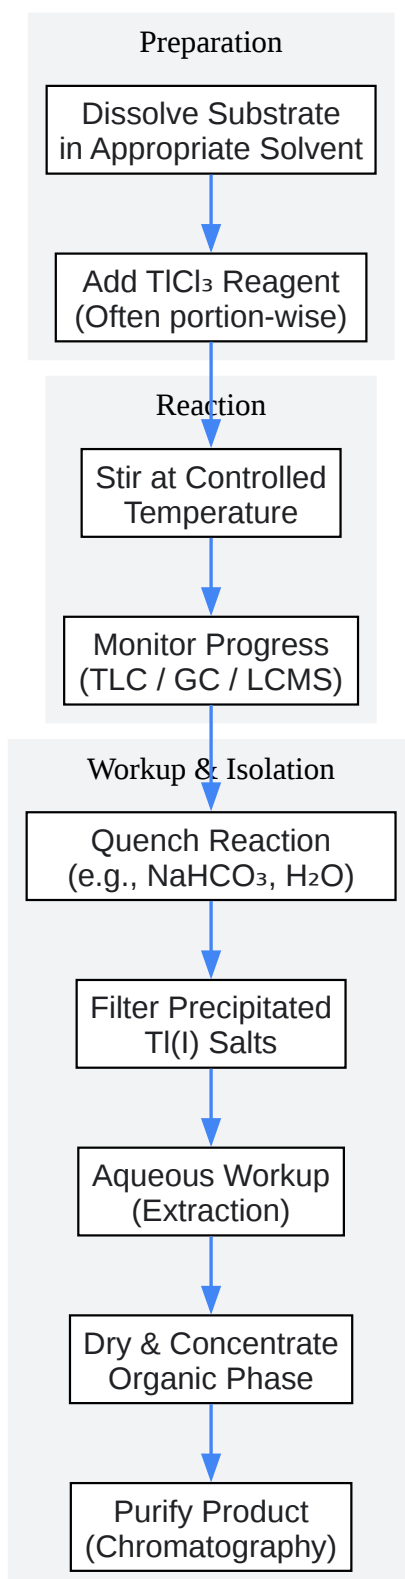 Preparation
Dissolve Substrate
in Appropriate Solvent
Add TlCl₃ Reagent
(Often portion-wise)
Reaction
Stir at Controlled
Temperature
Monitor Progress
(TLC / GC / LCMS)
Workup & Isolation
Quench Reaction
(e.g., NaHCO₃, H₂O)
Filter Precipitated
Tl(I) Salts
Aqueous Workup
(Extraction)
Dry & Concentrate
Organic Phase
Purify Product
(Chromatography)